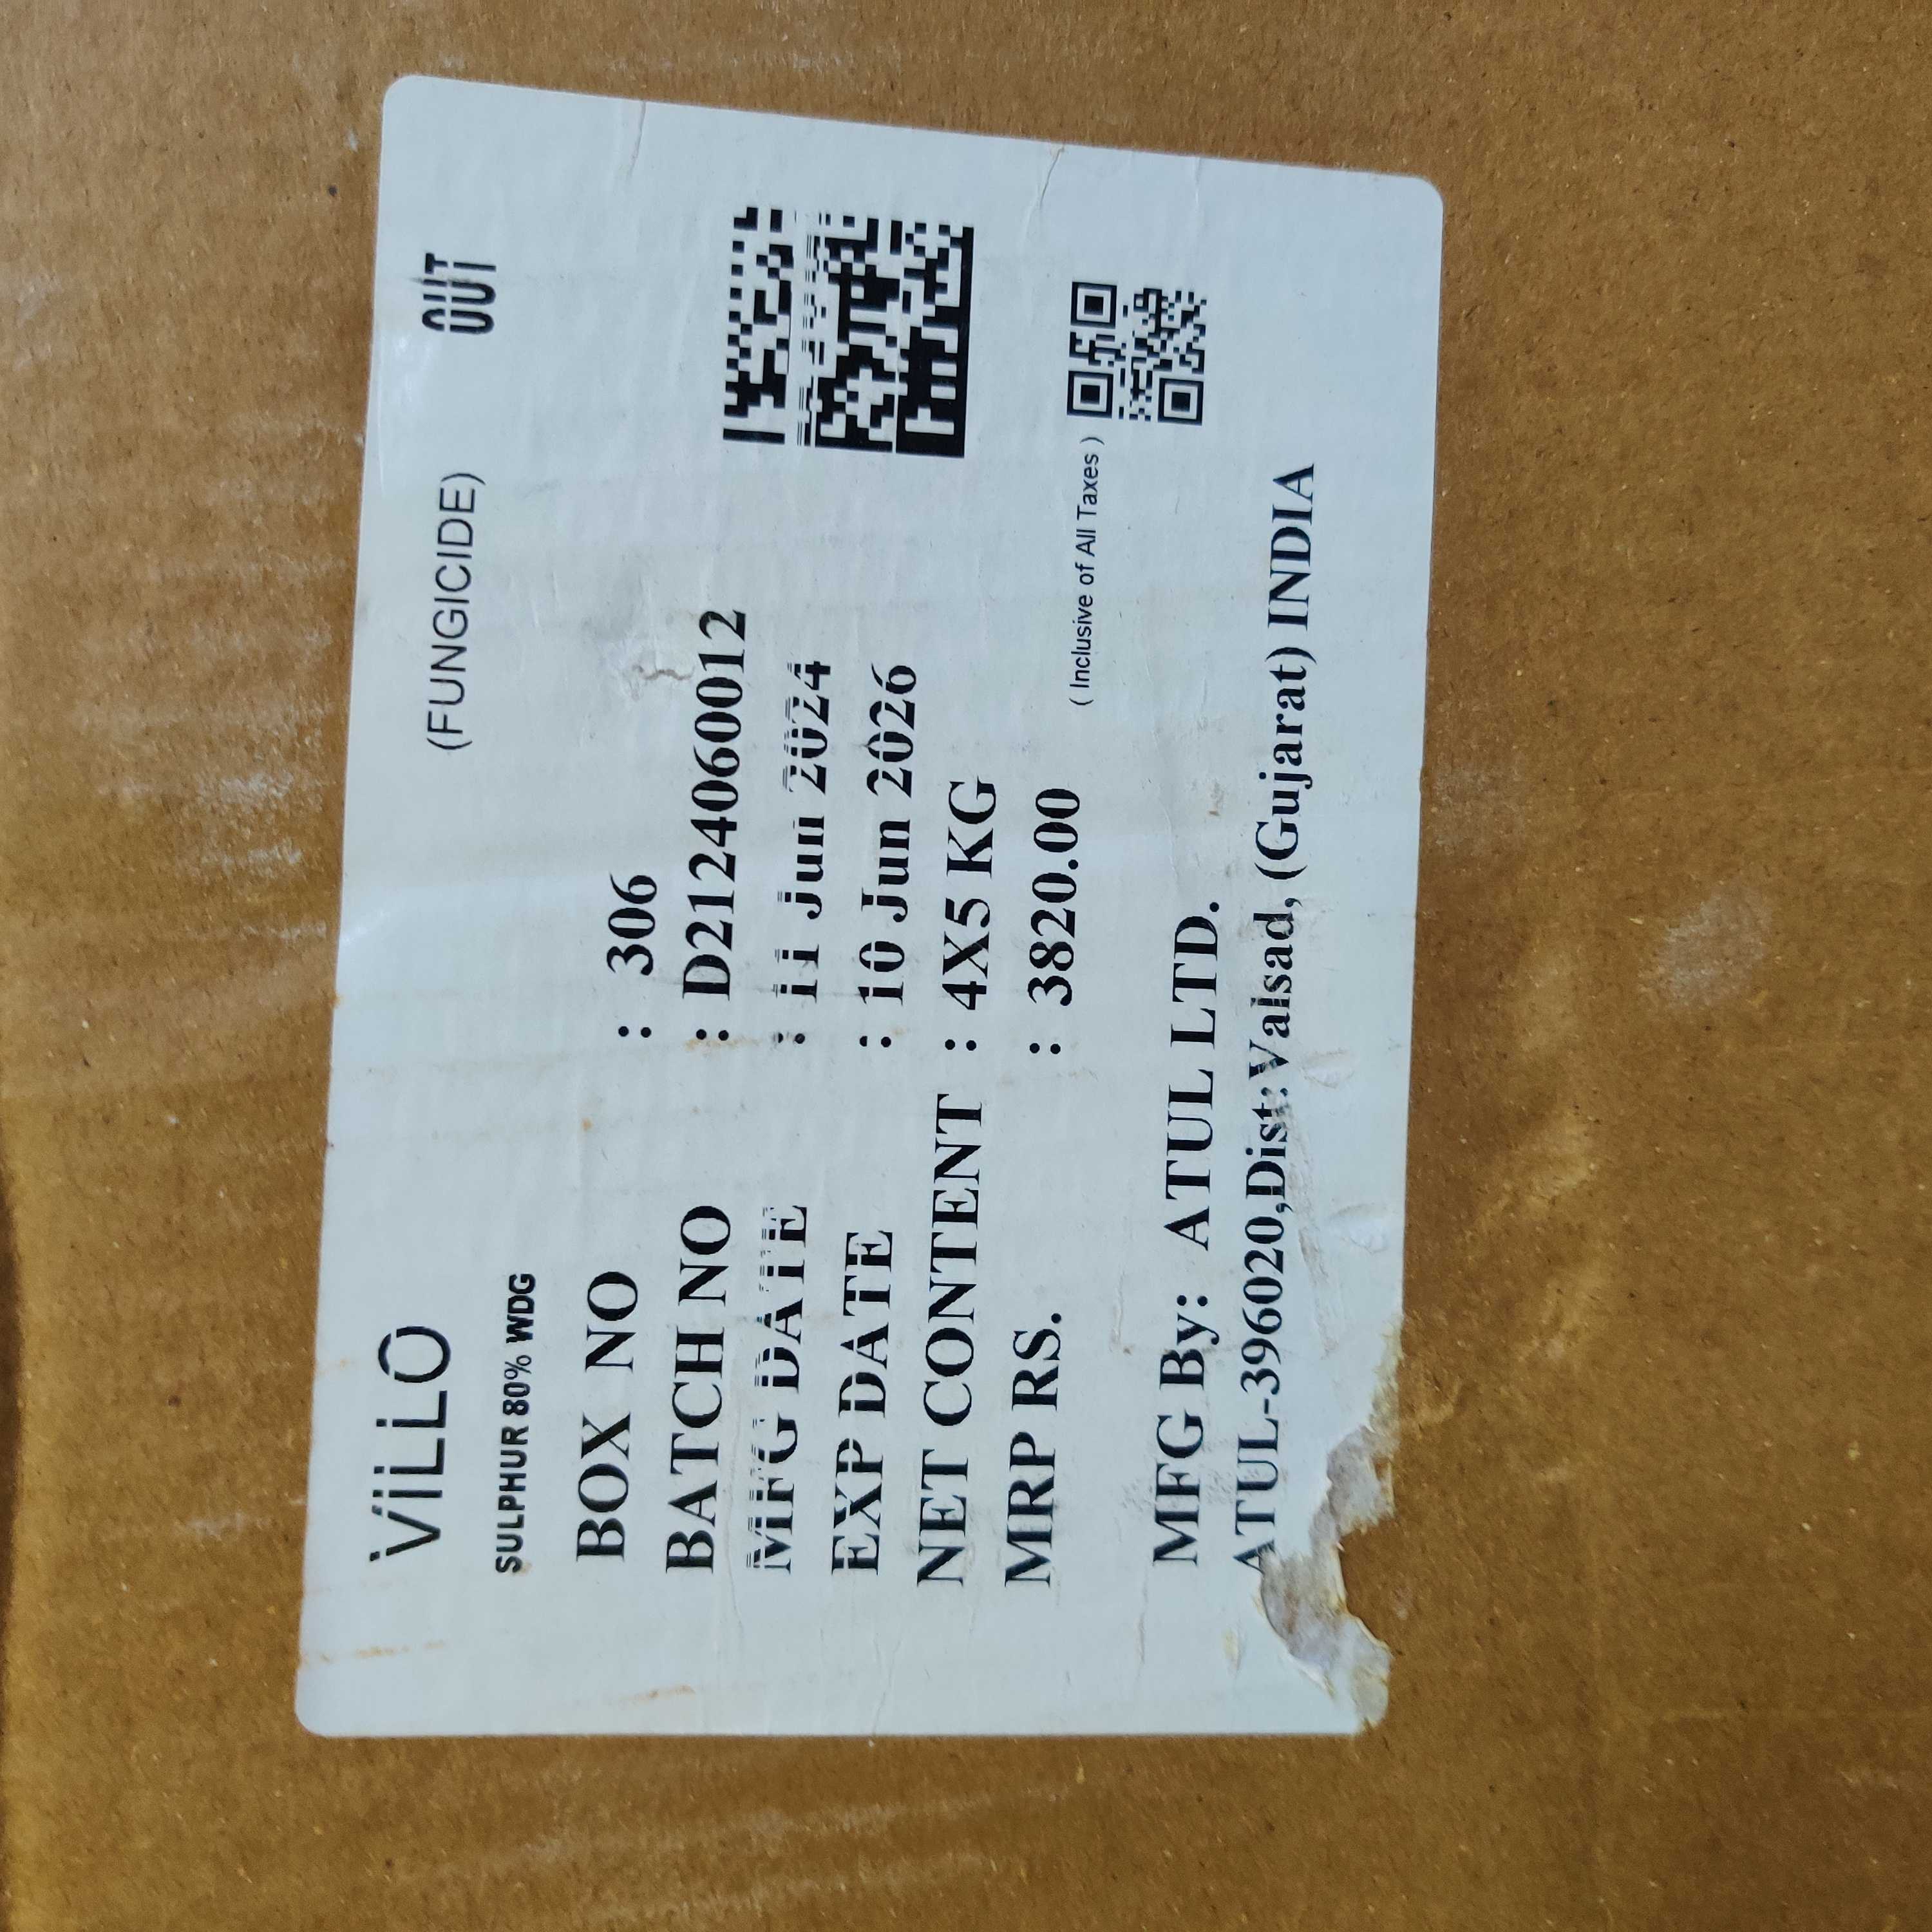 ViLLO (FUNGICIDE) OUT
SULPHUR 80% WDG
BOX NO : 306
BATCH NO : D2124060012
MFG DATE : 11 Jun 2024
EXP DATE : 10 Jun 2026
NET CONTENT : 4X5 KG
MRP RS. : 3820.00 ( Inclusive of All Taxes )
MFG By: ATUL LTD.
ATUL-396020,Dist:Valsad, (Gujarat) INDIA